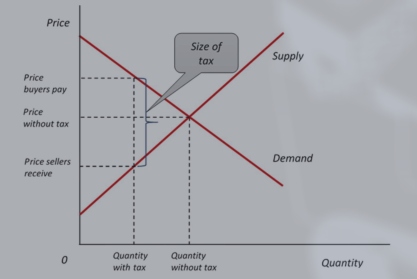 Price
Size of
tax
Supply
Price
buyers pay
Price
without tax
Price sellers
receive
Demand
0
Quantity
with tax
Quantity
without tax
Quantity